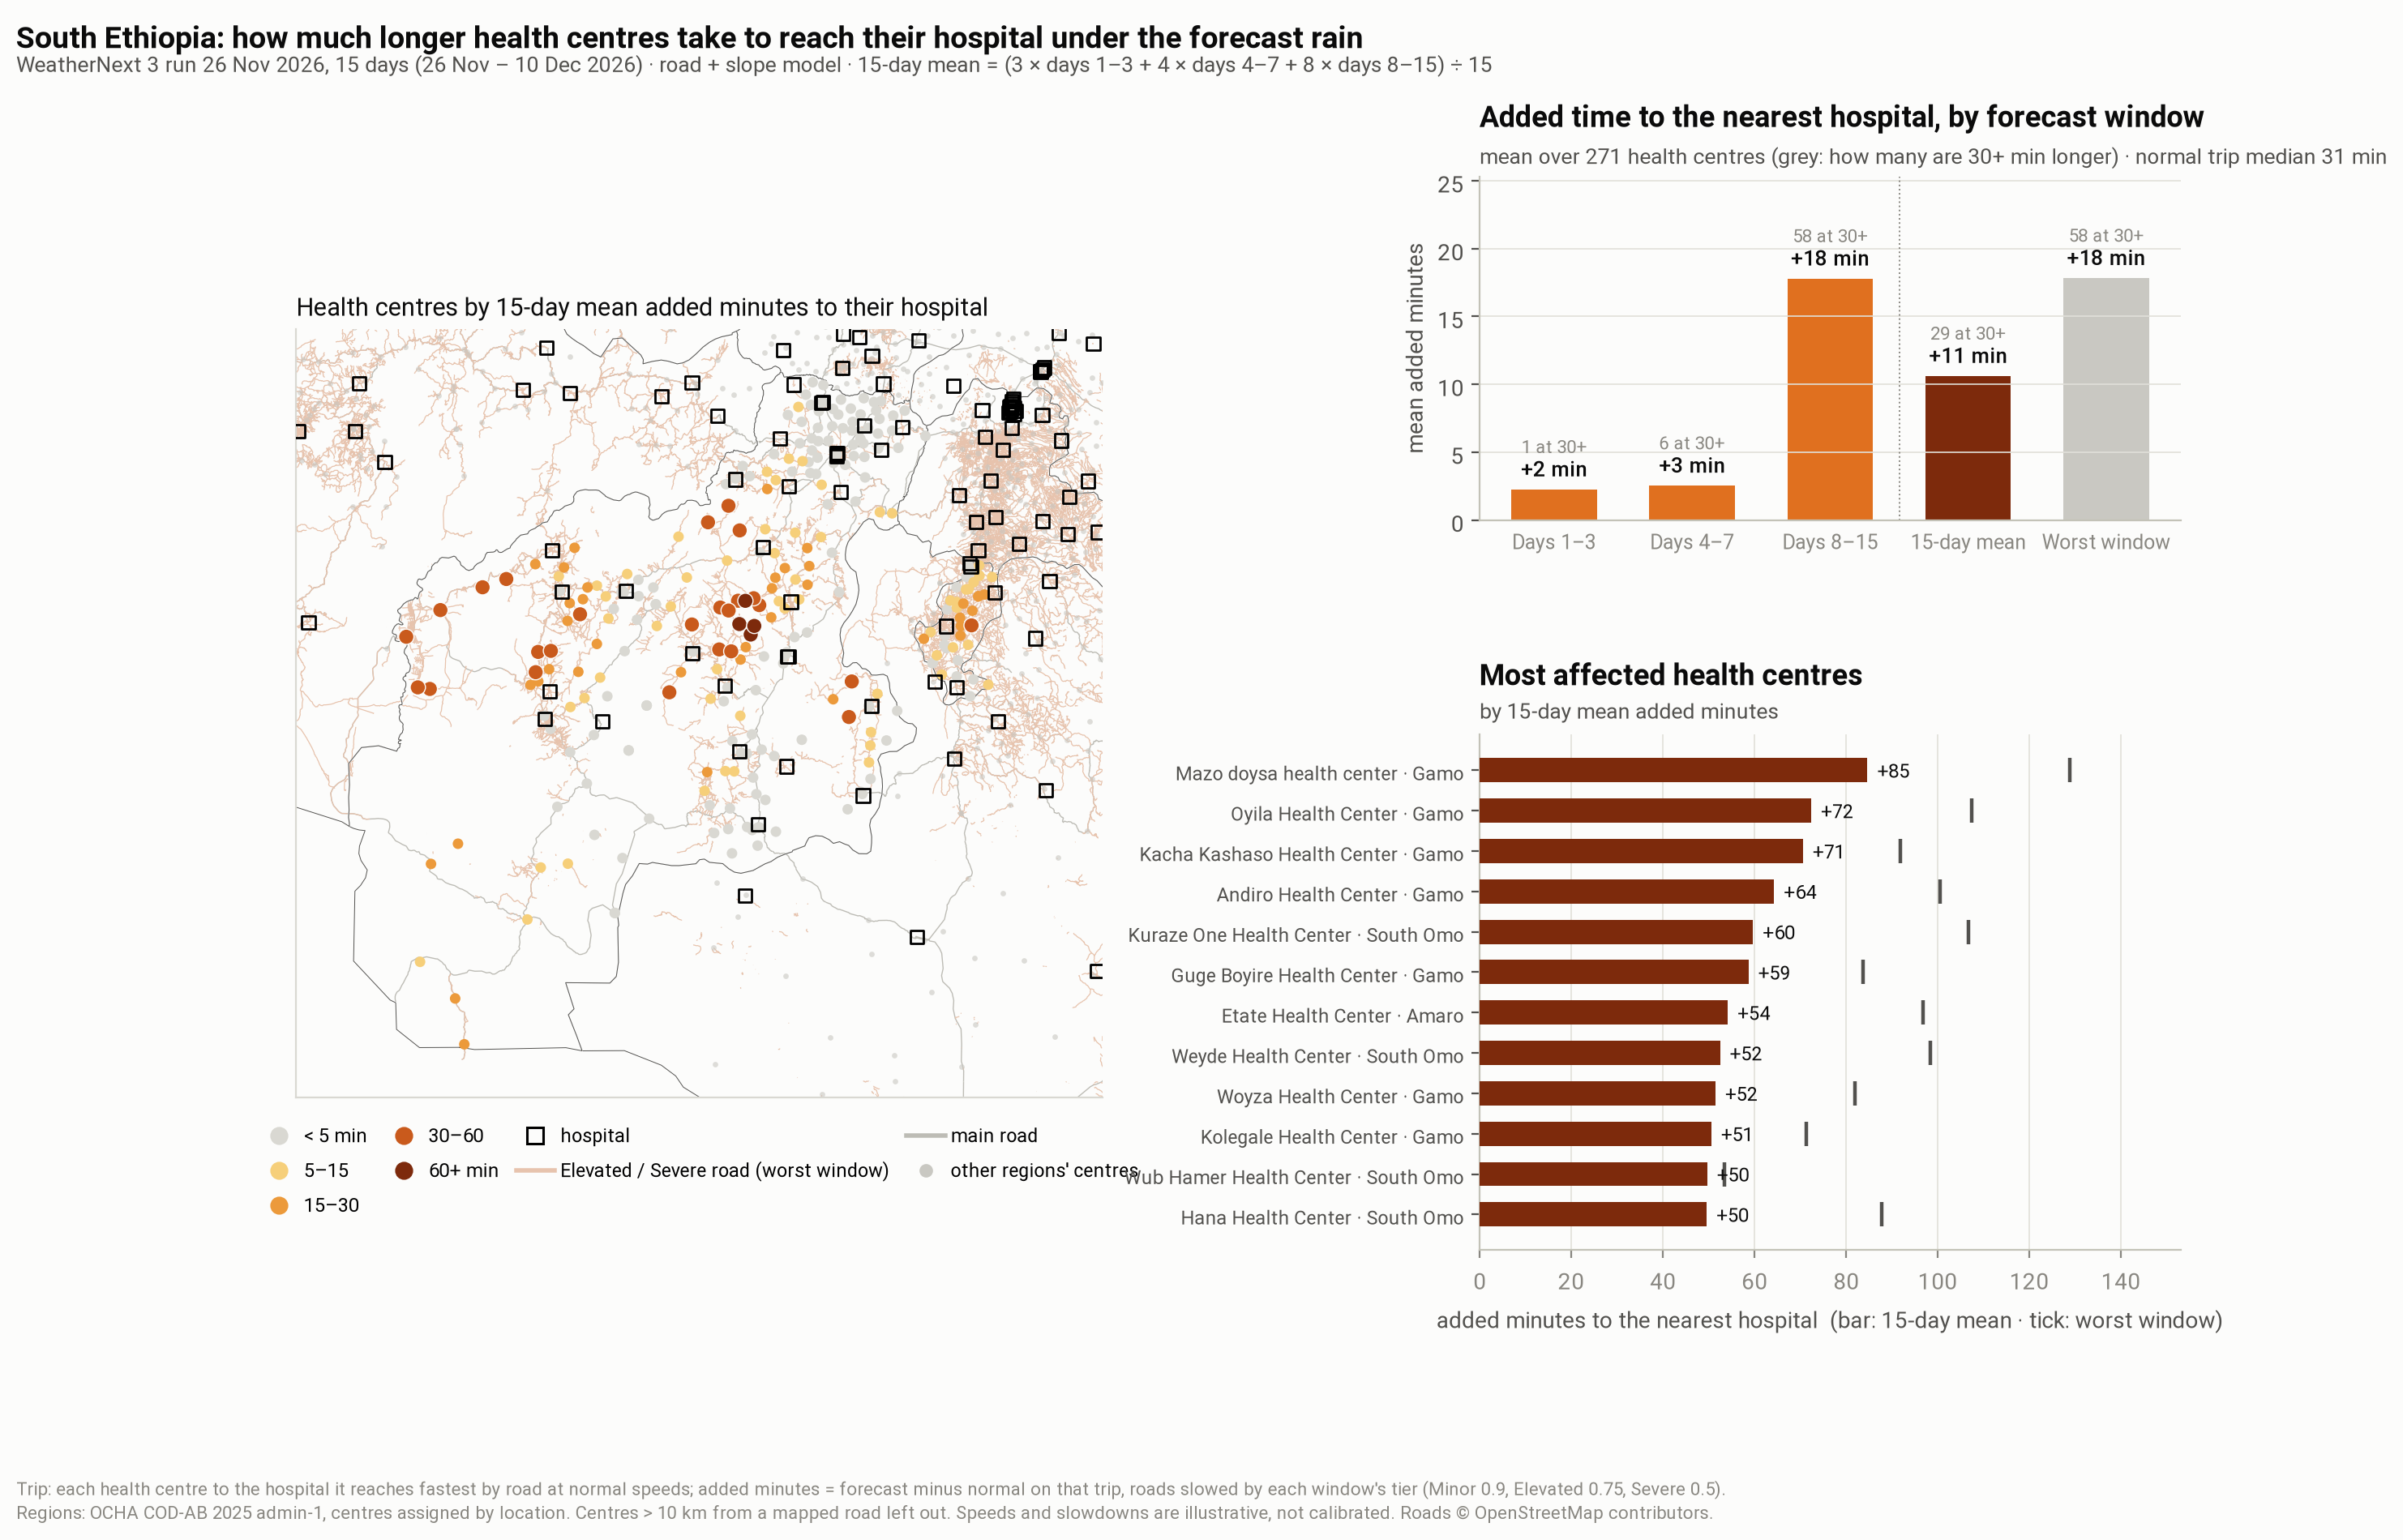 South Ethiopia: how much longer health centres take to reach their hospital under the forecast rain
WeatherNext 3 run 26 Nov 2026, 15 days (26 Nov – 10 Dec 2026) · road + slope model · 15-day mean = (3 × days 1–3 + 4 × days 4–7 + 8 × days 8–15) ÷ 15
Health centres by 15-day mean added minutes to their hospital
< 5 min
5–15
15–30
30–60
60+ min
hospital
Elevated / Severe road (worst window)
main road
other regions' centres
Added time to the nearest hospital, by forecast window
mean over 271 health centres (grey: how many are 30+ min longer) · normal trip median 31 min
mean added minutes
25
20
15
10
5
0
1 at 30+
+2 min
6 at 30+
+3 min
58 at 30+
+18 min
29 at 30+
+11 min
58 at 30+
+18 min
Days 1–3
Days 4–7
Days 8–15
15-day mean
Worst window
Most affected health centres
by 15-day mean added minutes
Mazo doysa health center · Gamo +85
Oyila Health Center · Gamo +72
Kacha Kashaso Health Center · Gamo +71
Andiro Health Center · Gamo +64
Kuraze One Health Center · South Omo +60
Guge Boyire Health Center · Gamo +59
Etate Health Center · Amaro +54
Weyde Health Center · South Omo +52
Woyza Health Center · Gamo +52
Kolegale Health Center · Gamo +51
Wub Hamer Health Center · South Omo +50
Hana Health Center · South Omo +50
0 20 40 60 80 100 120 140
added minutes to the nearest hospital (bar: 15-day mean · tick: worst window)
Trip: each health centre to the hospital it reaches fastest by road at normal speeds; added minutes = forecast minus normal on that trip, roads slowed by each window's tier (Minor 0.9, Elevated 0.75, Severe 0.5).
Regions: OCHA COD-AB 2025 admin-1, centres assigned by location. Centres > 10 km from a mapped road left out. Speeds and slowdowns are illustrative, not calibrated. Roads © OpenStreetMap contributors.